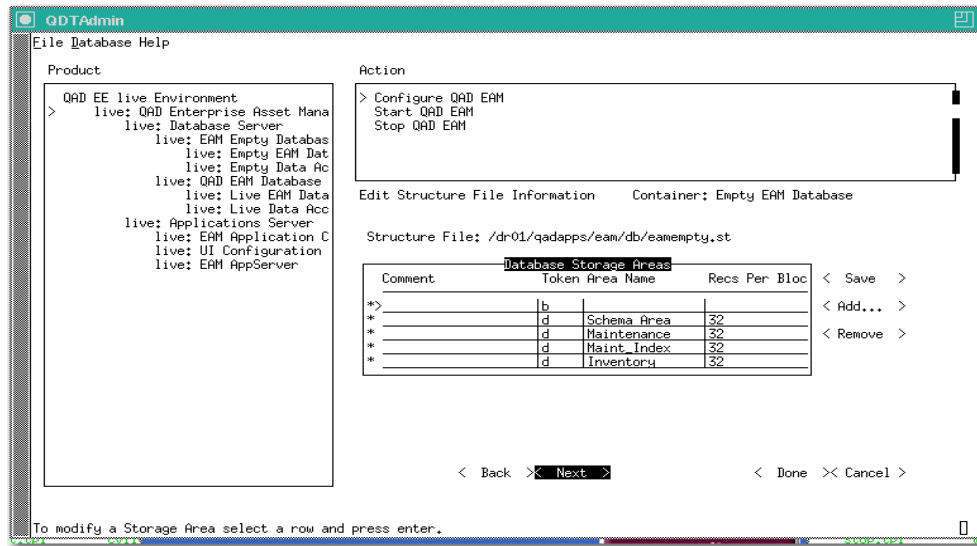 QDTAdmin
File Database Help
Product
QAD EE live Environment
> live: QAD Enterprise Asset Mana
live: Database Server
live: EAM Empty Databas
live: Empty EAM Dat
live: Empty Data Ac
live: QAD EAM Database
live: Live EAM Data
live: Live Data Acc
live: Applications Server
live: EAM Application C
live: UI Configuration
live: EAM AppServer
Action
> Configure QAD EAM
Start QAD EAM
Stop QAD EAM
Edit Structure File Information Container: Empty EAM Database
Structure File: /dr01/qadapps/eam/db/eamempty.st
Database Storage Areas
Comment Token Area Name Recs Per Bloc
*> b
* d Schema Area 32
* d Maintenance 32
* d Maint_Index 32
* d Inventory 32
< Save >
< Add... >
< Remove >
< Back >< Next > < Done >< Cancel >
To modify a Storage Area select a row and press enter.